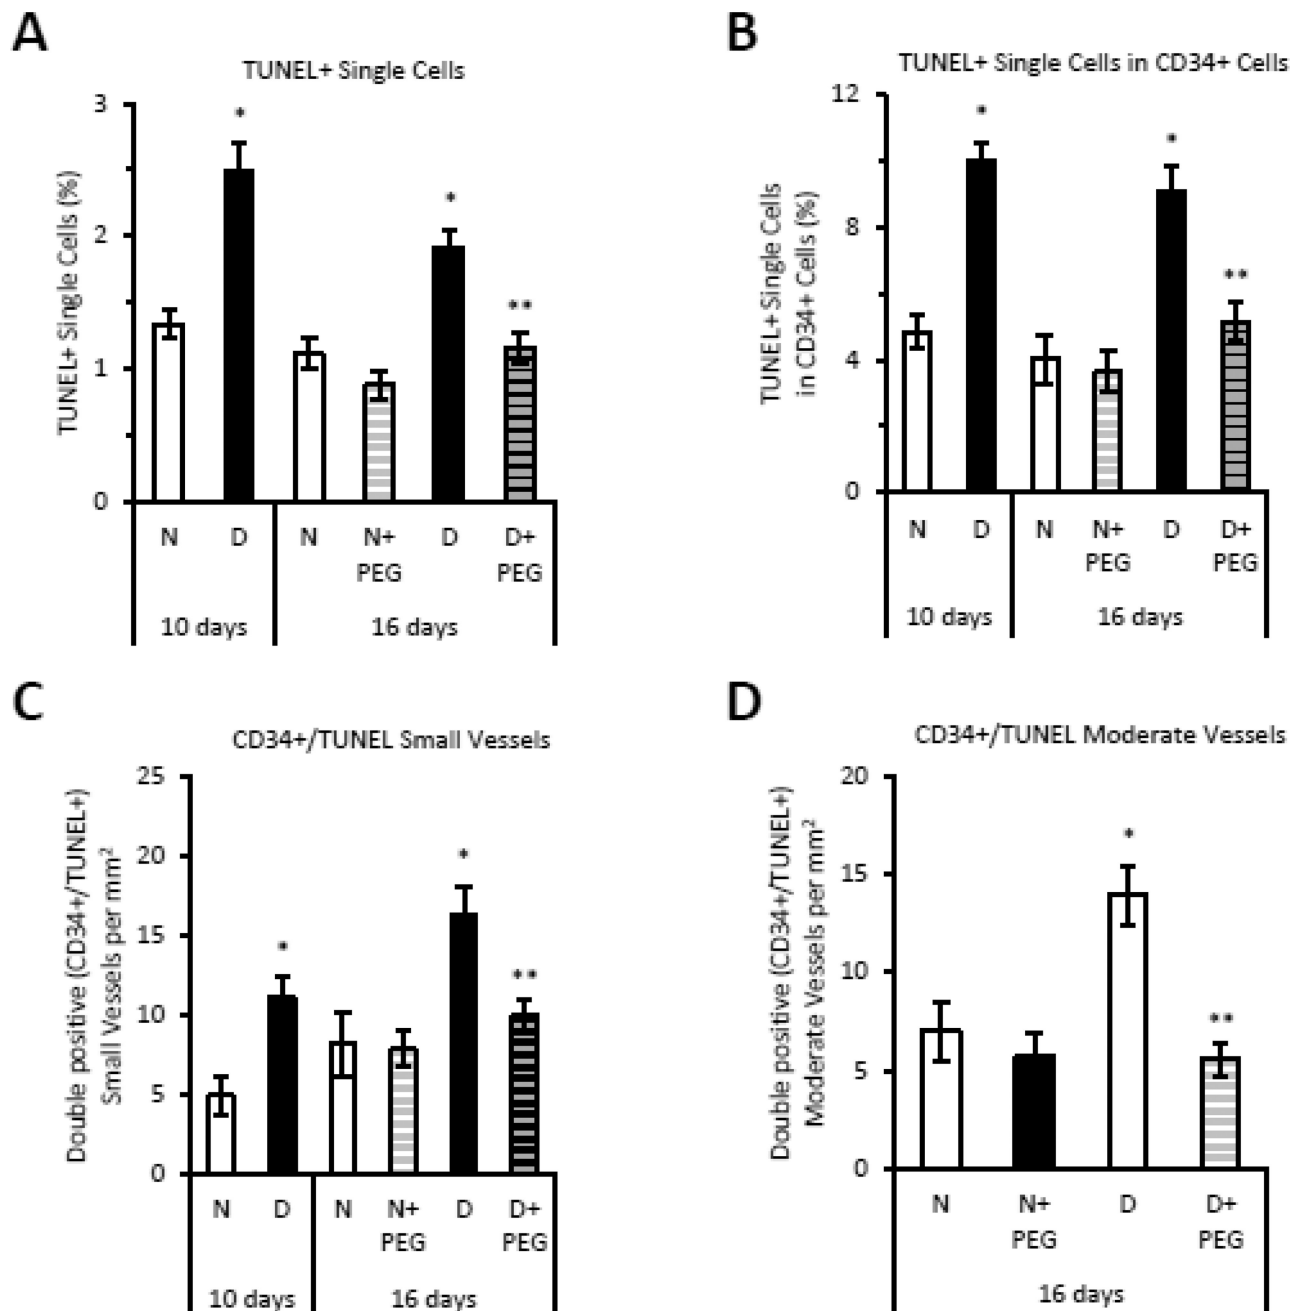 A
TUNEL+ Single Cells
TUNEL+ Single Cells (%)
3
2
1
0
*
*
**
N
D
N
N+
PEG
D
D+
PEG
10 days
16 days
B
TUNEL+ Single Cells in CD34+ Cells
TUNEL+ Single Cells
in CD34+ Cells (%)
12
8
4
0
*
*
**
N
D
N
N+
PEG
D
D+
PEG
10 days
16 days
C
CD34+/TUNEL Small Vessels
Double positive (CD34+/TUNEL+)
Small Vessels per mm²
25
20
15
10
5
0
*
*
**
N
D
N
N+
PEG
D
D+
PEG
10 days
16 days
D
CD34+/TUNEL Moderate Vessels
Double positive (CD34+/TUNEL+)
Moderate Vessels per mm²
20
15
10
5
0
*
**
N
N+
PEG
D
D+
PEG
16 days